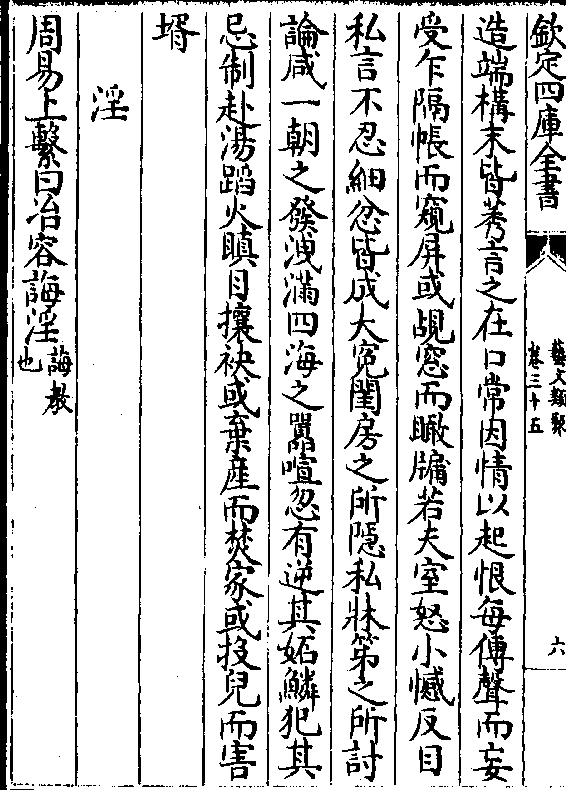 欽定四庫全書
藝文類聚
卷三十五
六
造端構末皆莠言之在口常因情以起恨每傳聲而妄
受乍隔帳而窺屏或覘窓而瞰牖若夫室怒小憾反目
私言不忍細忿皆成大寃閨房之所隱私牀笫之所討
論咸一朝之發洩滿四海之囂喧忽有逆其妬鱗犯其
忌制赴湯蹈火瞋目攘袂或棄産而焚家或投兒而害
壻
淫
周易上繫曰冶容誨淫誨教也